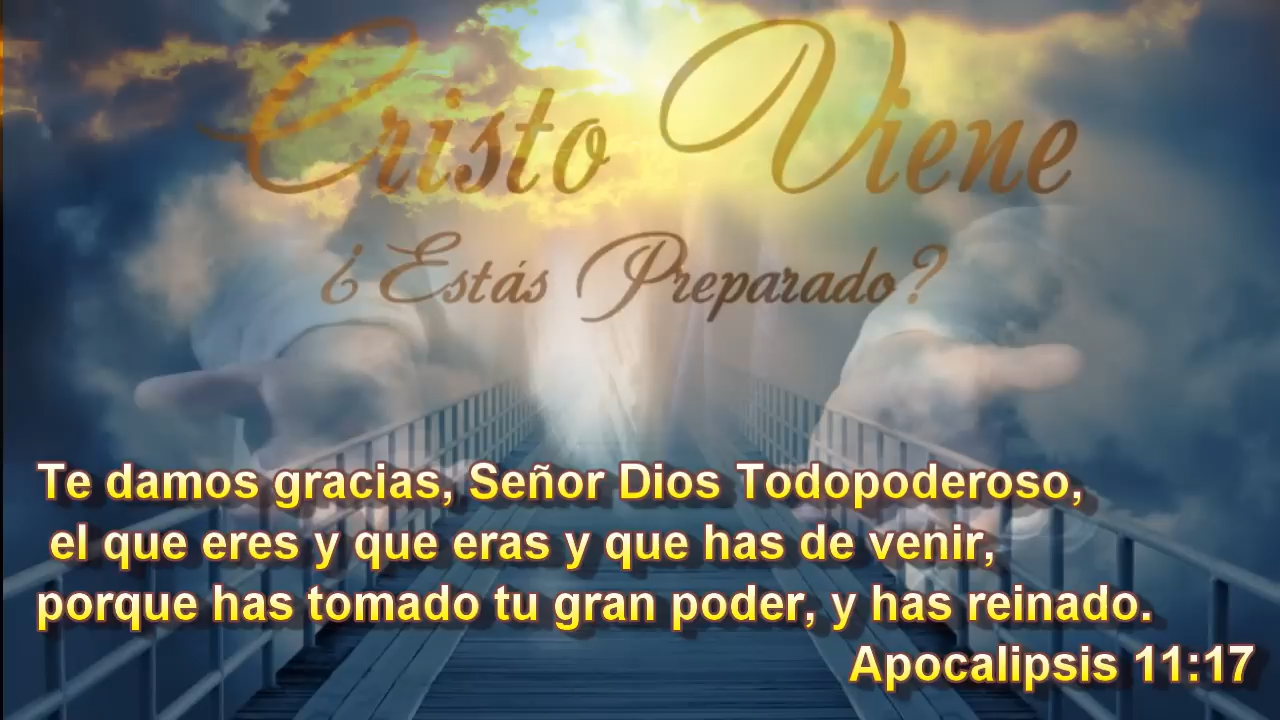 Cristo Viene
¿Estás Preparado?
Te damos gracias, Señor Dios Todopoderoso,
el que eres y que eras y que has de venir,
porque has tomado tu gran poder, y has reinado.
Apocalipsis 11:17